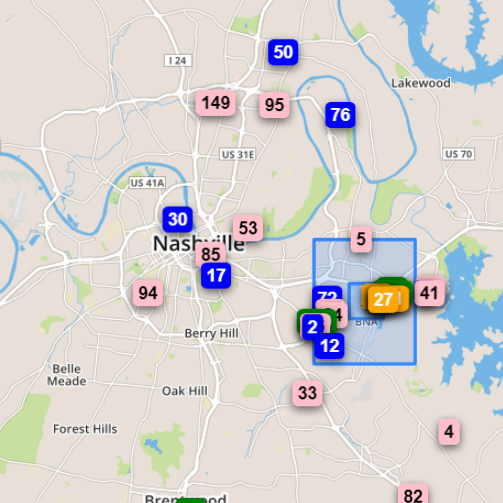 50
I 24
Lakewood
149
95
76
US 31E
US 70
US 41A
30
53
Nashville
5
85
17
94
72
27
41
4
BNA
2
12
Berry Hill
Belle
Meade
Oak Hill
33
Forest Hills
4
82